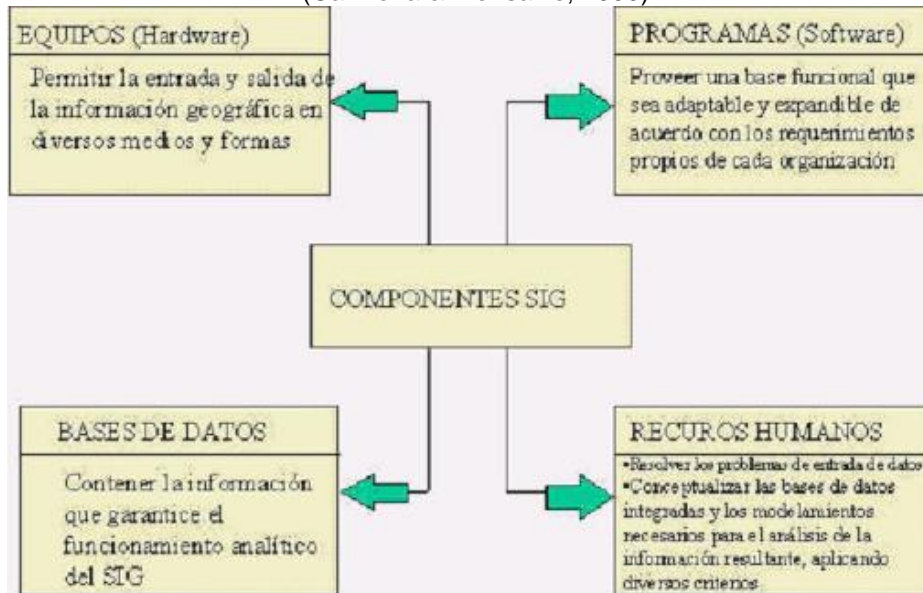 EQUIPOS (Hardware)
Permitir la entrada y salida de
la información geográfica en
diversos medios y formas
PROGRAMAS (Software)
Proveer una base funcional que
sea adaptable y expandible de
acuerdo con los requerimientos
propios de cada organización
COMPONENTES SIG
BASES DE DATOS
Contener la información
que garantice el
funcionamiento analítico
del SIG
RECUROS HUMANOS
•Resolver los problemas de entrada de datos
•Conceptualizar las bases de datos
integradas y los modelamientos
necesarios para el análisis de la
información resultante, aplicando
diversos criterios